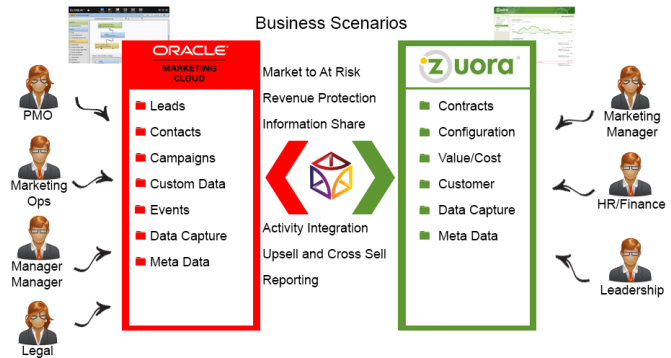 Business Scenarios
ORACLE
MARKETING
CLOUD
Leads
Contacts
Campaigns
Custom Data
Events
Data Capture
Meta Data
Market to At Risk
Revenue Protection
Information Share
Activity Integration
Upsell and Cross Sell
Reporting
zuora
Contracts
Configuration
Value/Cost
Customer
Data Capture
Meta Data
PMO
Marketing
Ops
Manager
Manager
Legal
Marketing
Manager
HR/Finance
Leadership